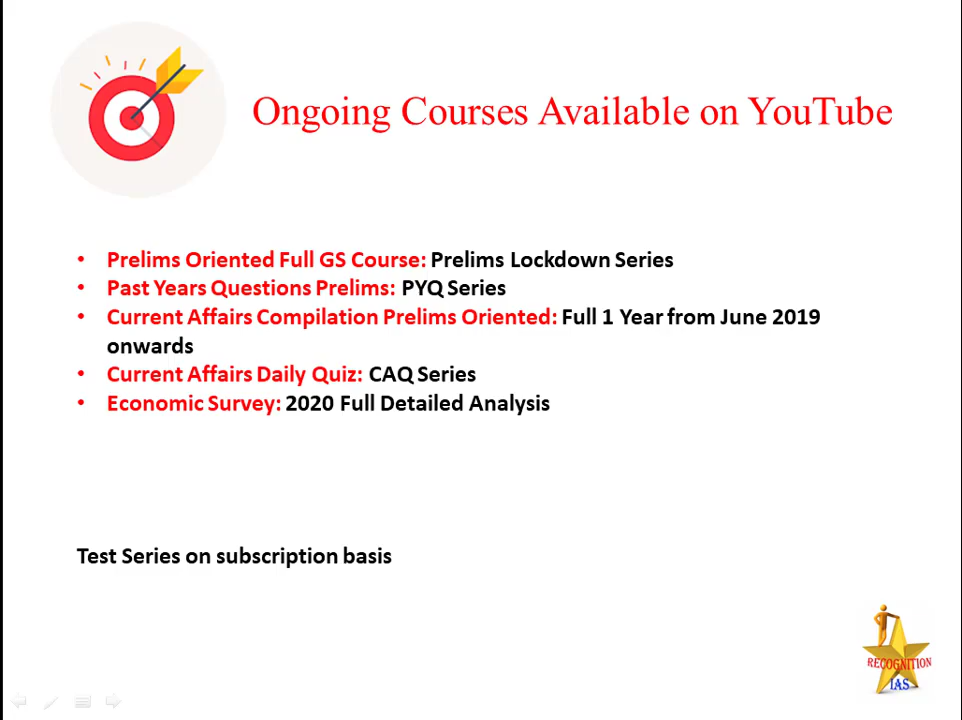 Ongoing Courses Available on YouTube
• Prelims Oriented Full GS Course: Prelims Lockdown Series
• Past Years Questions Prelims: PYQ Series
• Current Affairs Compilation Prelims Oriented: Full 1 Year from June 2019
onwards
• Current Affairs Daily Quiz: CAQ Series
• Economic Survey: 2020 Full Detailed Analysis
Test Series on subscription basis
RECOGNITION
IAS